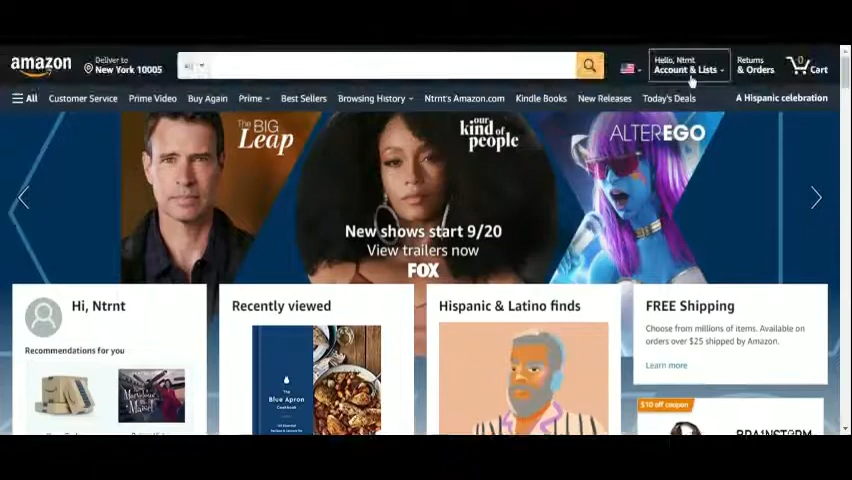 amazon
Deliver to
New York 10005
All
Hello, Ntrnt
Account & Lists
Returns
& Orders
0
Cart
All
Customer Service
Prime Video
Buy Again
Prime
Best Sellers
Browsing History
Ntrnt's Amazon.com
Kindle Books
New Releases
Today's Deals
A Hispanic celebration
The BIG
Leap
our
kind of
people
ALTEREGO
New shows start 9/20
View trailers now
FOX
Hi, Ntrnt
Recommendations for you
Recently viewed
The
Blue Apron
Cookbook
Hispanic & Latino finds
FREE Shipping
Choose from millions of items. Available on
orders over $25 shipped by Amazon.
Learn more
$10 off coupon